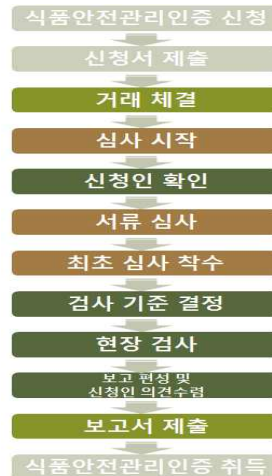 식품안전관리인증 신청
신청서 제출
거래 체결
심사 시작
신청인 확인
서류 심사
최초 심사 착수
검사 기준 결정
현장 검사
보고 편성 및
신청인 의견수렴
보고서 제출
식품안전관리인증 취득